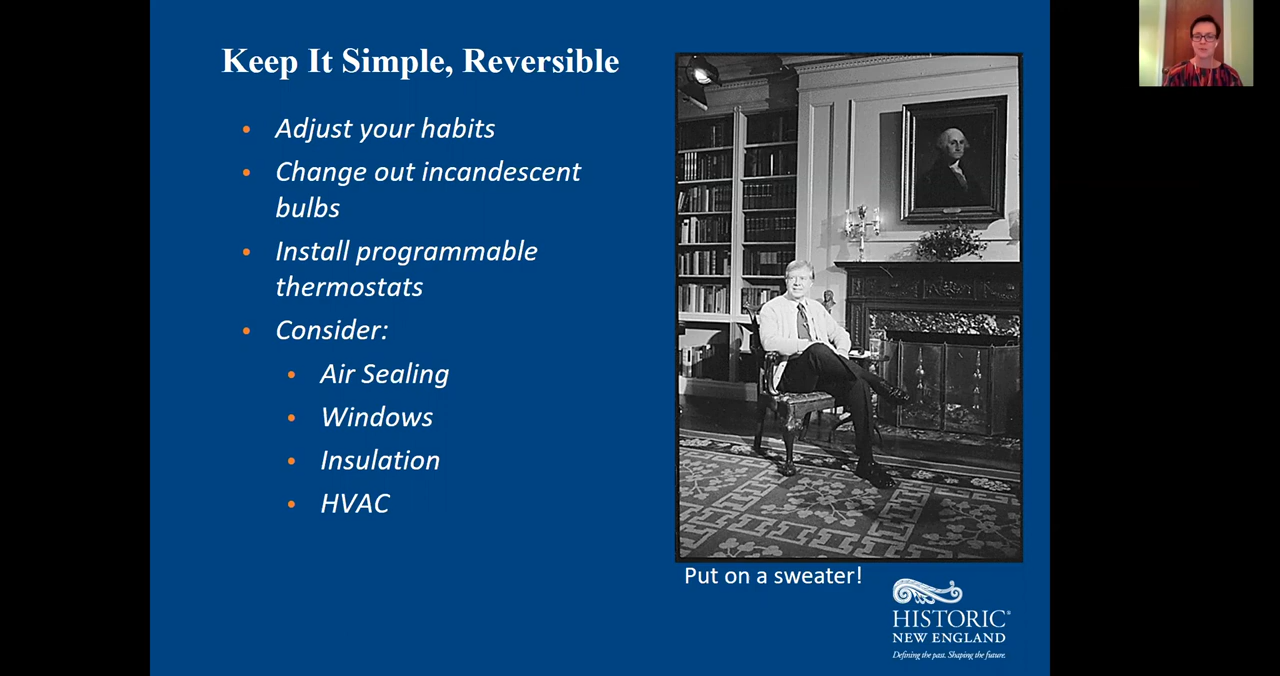 Keep It Simple, Reversible
Adjust your habits
Change out incandescent
bulbs
Install programmable
thermostats
Consider:
Air Sealing
Windows
Insulation
HVAC
Put on a sweater!
HISTORIC®
NEW ENGLAND
Defining the past. Shaping the future.